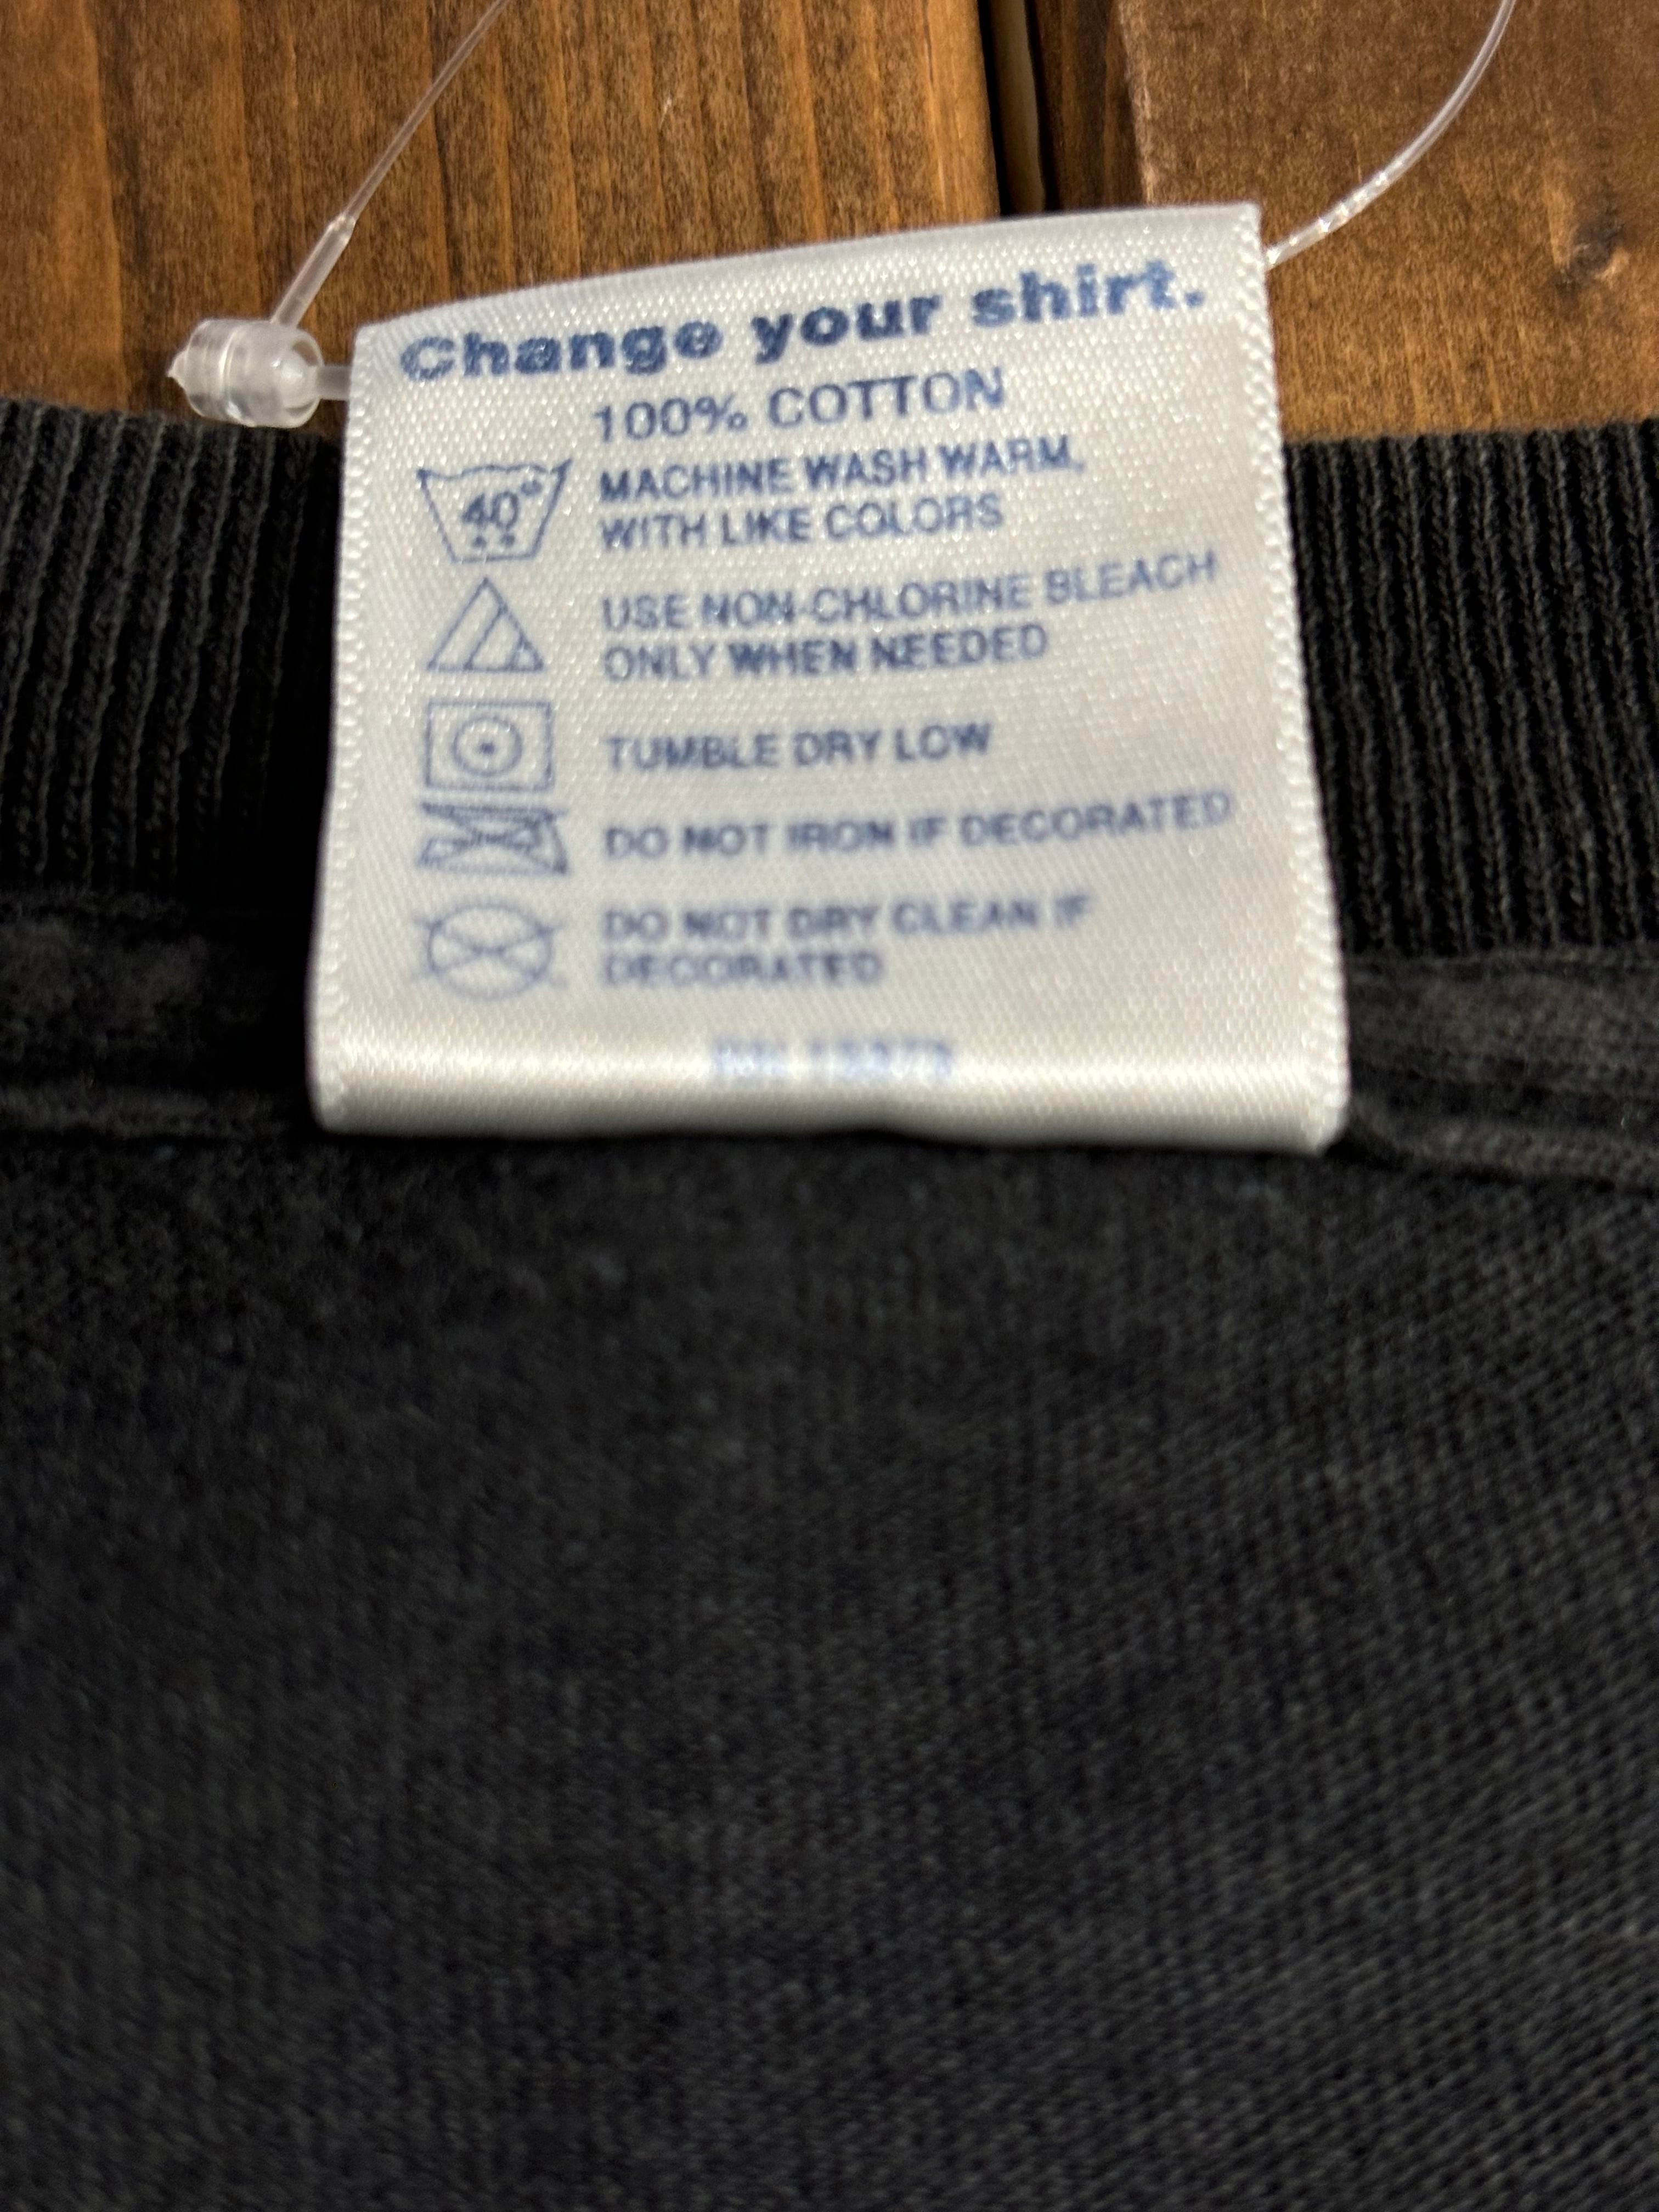 Change your shirt.
100% COTTON
40°
MACHINE WASH WARM,
WITH LIKE COLORS
USE NON-CHLORINE BLEACH
ONLY WHEN NEEDED
TUMBLE DRY LOW
DO NOT IRON IF DECORATED
DO NOT DRY CLEAN IF
DECORATED